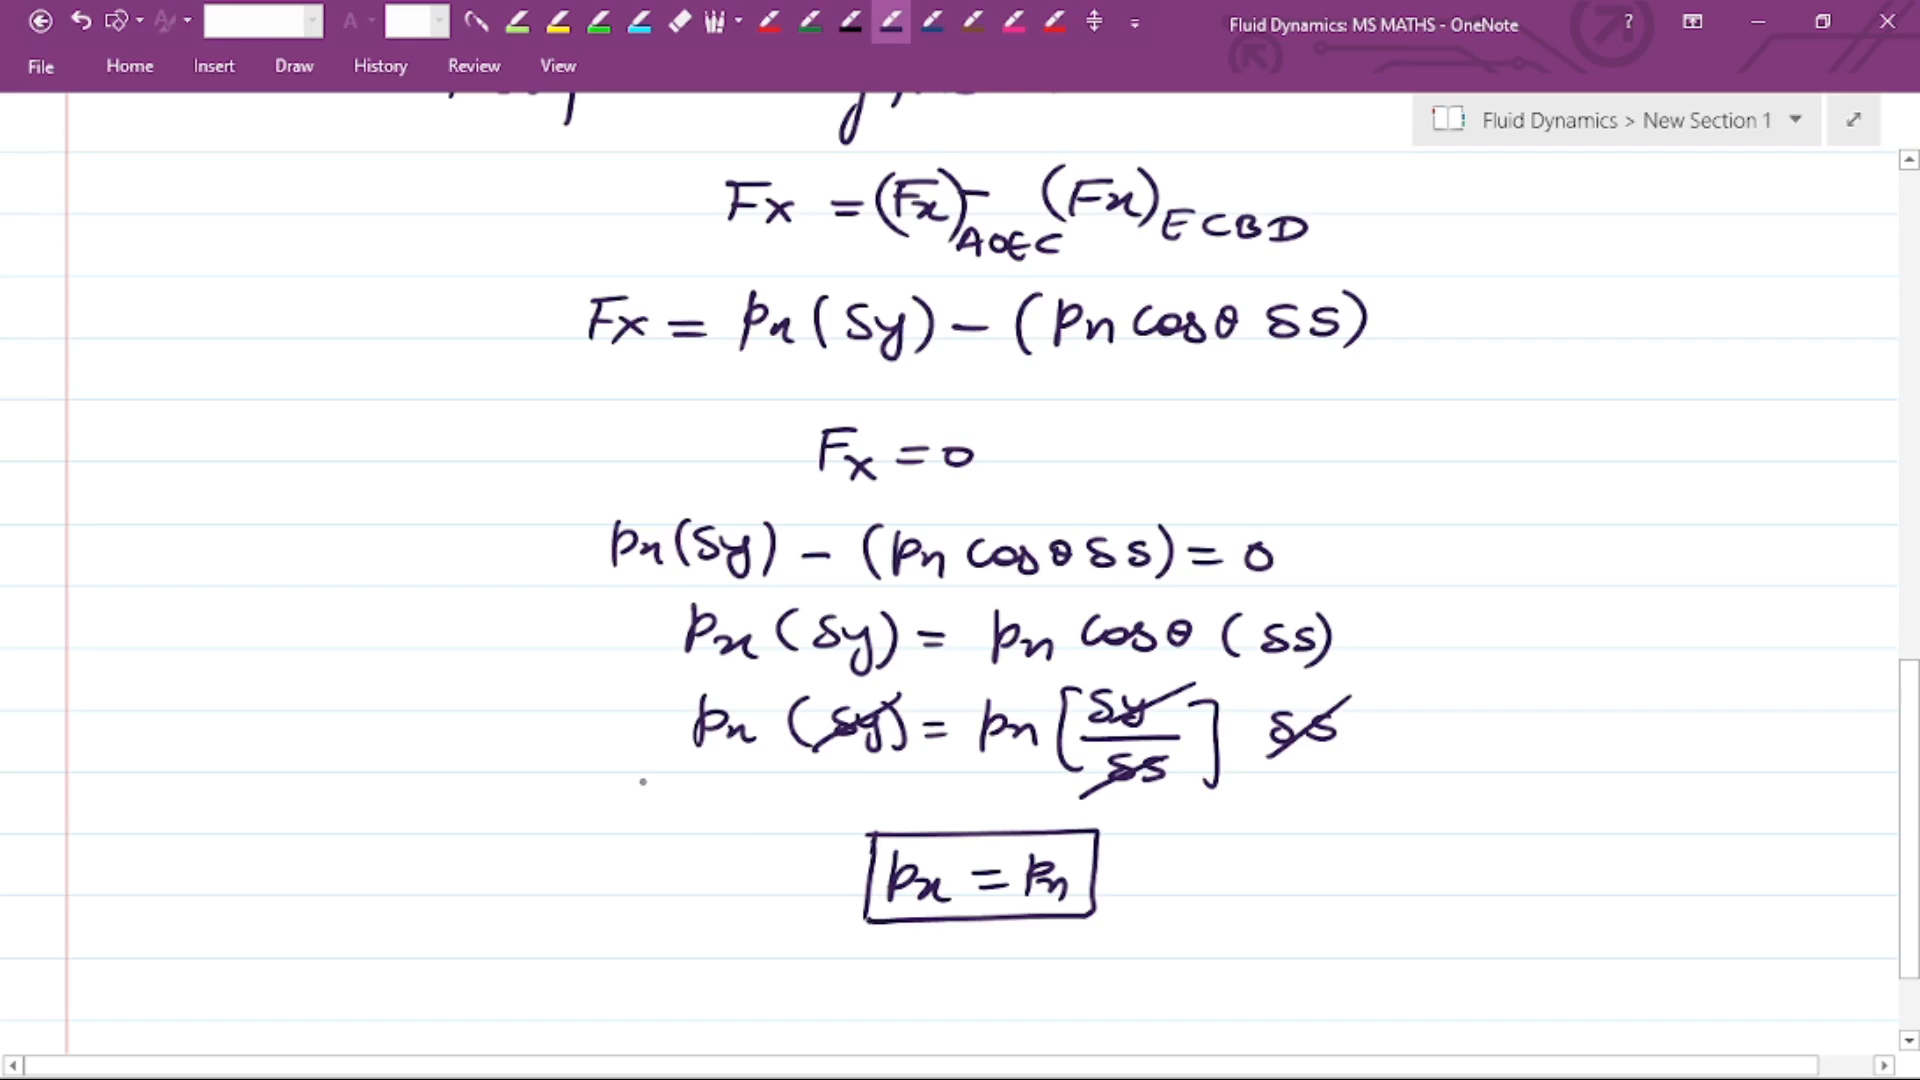 Fluid Dynamics: MS MATHS - OneNote
?
File Home Insert Draw History Review View
Fluid Dynamics > New Section 1
Fx = (Fx)AOEC - (Fx)ECBD
Fx = px(δy) - (pn cosθ δs)
Fx = 0
px(δy) - (pn cosθ δs) = 0
px(δy) = pn cosθ (δs)
px(δy) = pn [δy/δs] δs
px = pn